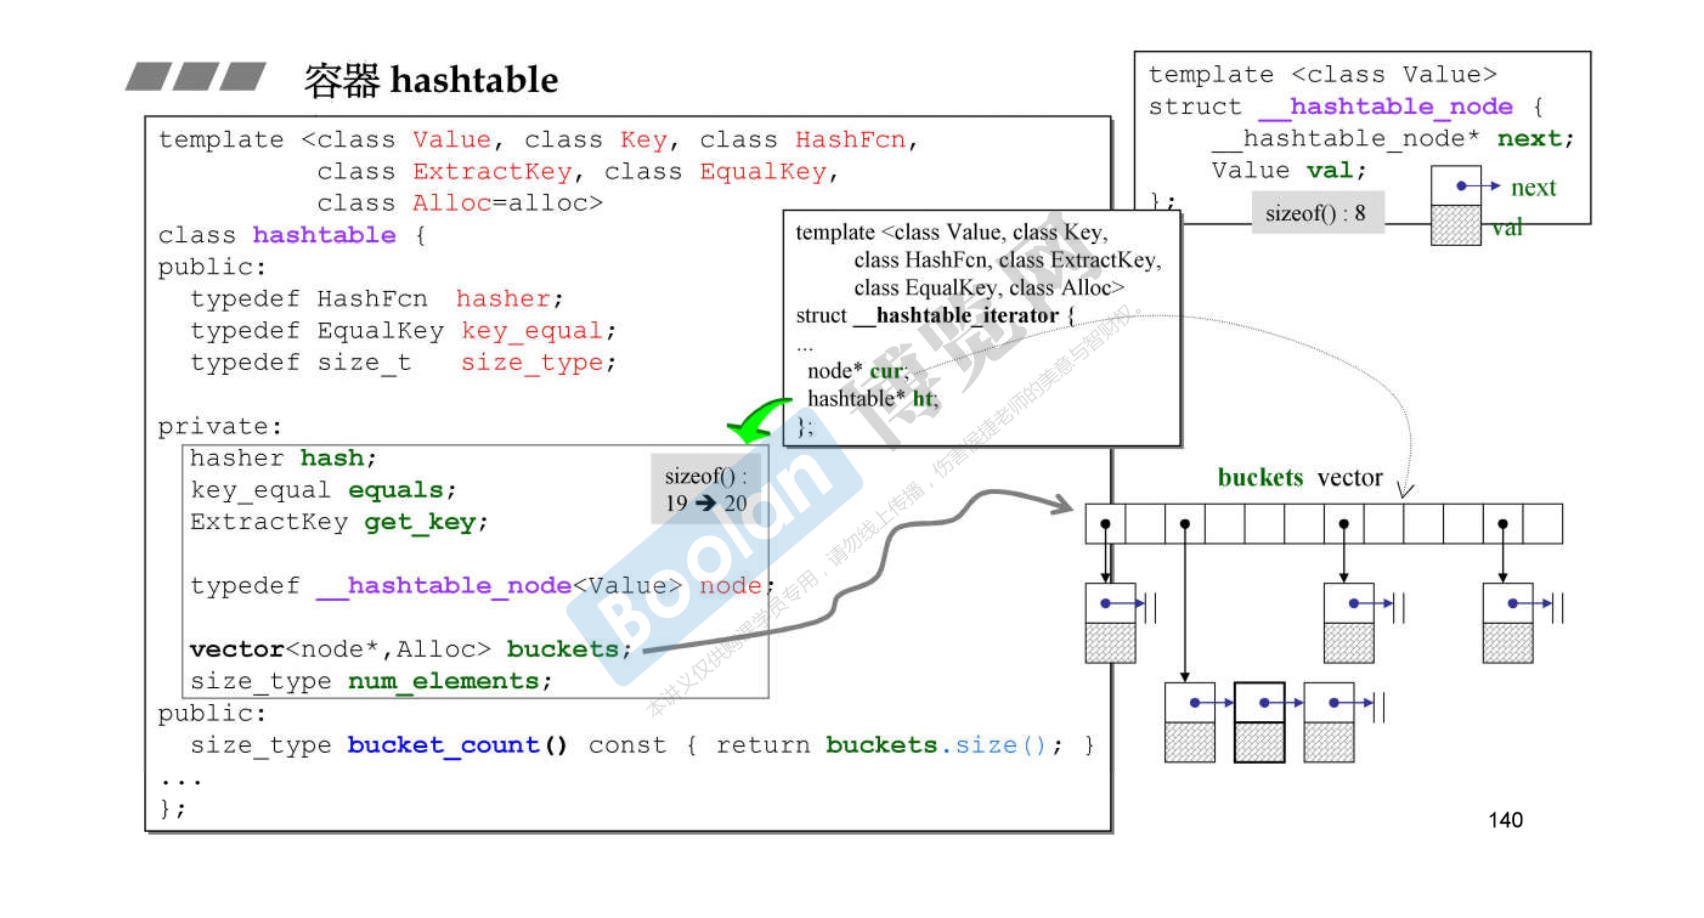 容器 hashtable
template <class Value, class Key, class HashFcn,
class ExtractKey, class EqualKey,
class Alloc=alloc>
class hashtable {
public:
typedef HashFcn hasher;
typedef EqualKey key_equal;
typedef size_t size_type;
private:
hasher hash;
key_equal equals;
ExtractKey get_key;
typedef __hashtable_node<Value> node;
vector<node*,Alloc> buckets;
size_type num_elements;
public:
size_type bucket_count() const { return buckets.size(); }
...
};
sizeof() :
19 ➔ 20
template <class Value, class Key,
class HashFcn, class ExtractKey,
class EqualKey, class Alloc>
struct __hashtable_iterator {
...
node* cur;
hashtable* ht;
};
template <class Value>
struct __hashtable_node {
__hashtable_node* next;
Value val;
};
sizeof() : 8
next
val
buckets vector
Boolan 博览网
本讲义仅供购课学员专用，请勿线上传播，伤害侯捷老师的美意与智财权。
140